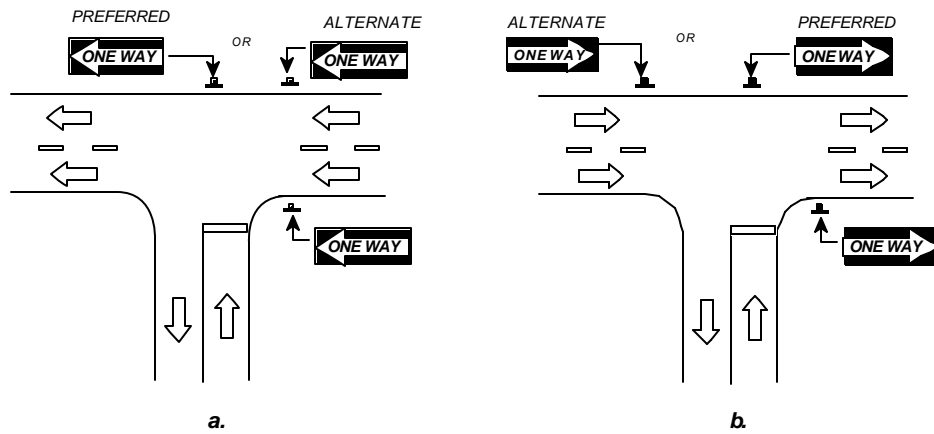 PREFERRED
OR
ALTERNATE
ONE WAY
ONE WAY
ONE WAY
a.
ALTERNATE
OR
PREFERRED
ONE WAY
ONE WAY
ONE WAY
b.